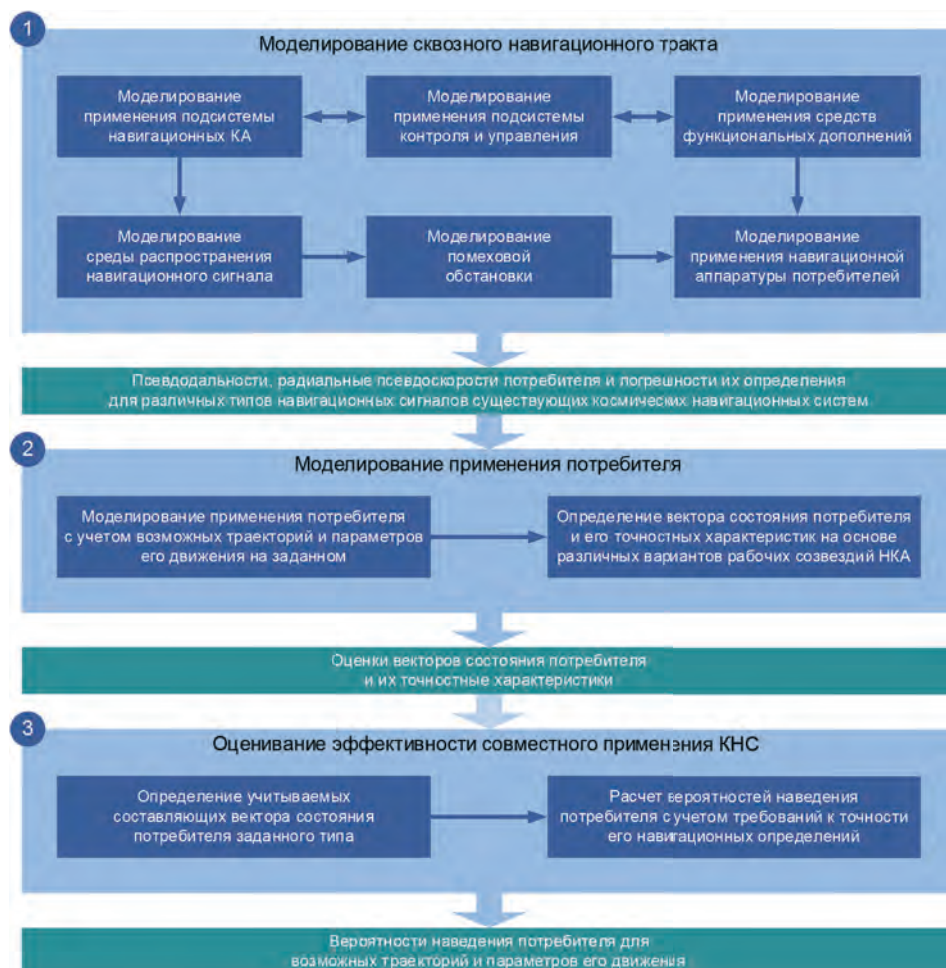 1
Моделирование сквозного навигационного тракта
Моделирование
применения подсистемы
навигационных КА
Моделирование
применения подсистемы
контроля и управления
Моделирование
применения средств
функциональных дополнений
Моделирование
среды распространения
навигационного сигнала
Моделирование
помеховой
обстановки
Моделирование
применения навигационной
аппаратуры потребителей
Псевдодальности, радиальные псевдоскорости потребителя и погрешности их определения
для различных типов навигационных сигналов существующих космических навигационных систем
2
Моделирование применения потребителя
Моделирование применения потребителя
с учетом возможных траекторий и параметров
его движения на заданном
Определение вектора состояния потребителя
и его точностных характеристик на основе
различных вариантов рабочих созвездий НКА
Оценки векторов состояния потребителя
и их точностные характеристики
3
Оценивание эффективности совместного применения КНС
Определение учитываемых
составляющих вектора состояния
потребителя заданного типа
Расчет вероятностей наведения
потребителя с учетом требований к точности
его навигационных определений
Вероятности наведения потребителя для
возможных траекторий и параметров его движения